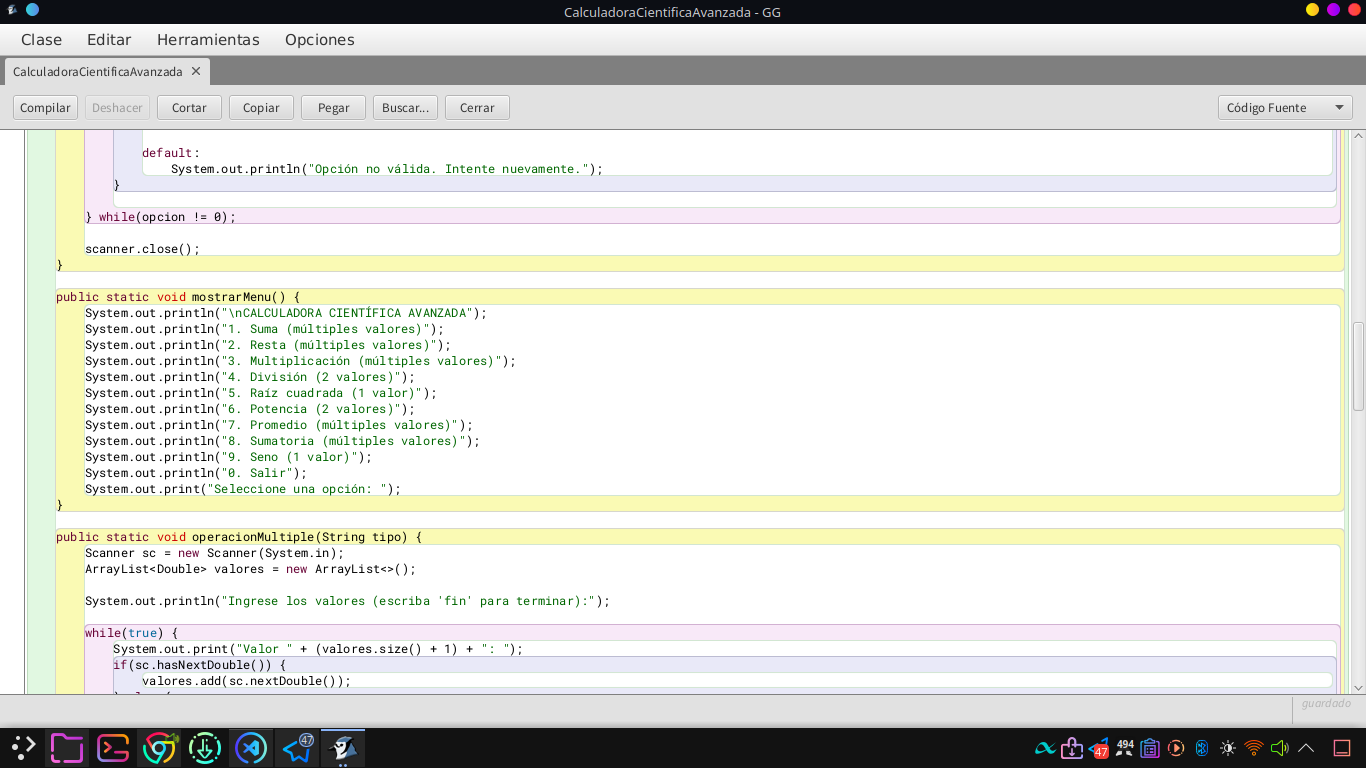 CalculadoraCientificaAvanzada - GG
Clase Editar Herramientas Opciones
CalculadoraCientificaAvanzada ✕
Compilar Deshacer Cortar Copiar Pegar Buscar... Cerrar Código Fuente
default:
System.out.println("Opción no válida. Intente nuevamente.");
}
} while(opcion != 0);
scanner.close();
}
public static void mostrarMenu() {
System.out.println("\nCALCULADORA CIENTÍFICA AVANZADA");
System.out.println("1. Suma (múltiples valores)");
System.out.println("2. Resta (múltiples valores)");
System.out.println("3. Multiplicación (múltiples valores)");
System.out.println("4. División (2 valores)");
System.out.println("5. Raíz cuadrada (1 valor)");
System.out.println("6. Potencia (2 valores)");
System.out.println("7. Promedio (múltiples valores)");
System.out.println("8. Sumatoria (múltiples valores)");
System.out.println("9. Seno (1 valor)");
System.out.println("0. Salir");
System.out.print("Seleccione una opción: ");
}
public static void operacionMultiple(String tipo) {
Scanner sc = new Scanner(System.in);
ArrayList<Double> valores = new ArrayList<>();
System.out.println("Ingrese los valores (escriba 'fin' para terminar):");
while(true) {
System.out.print("Valor " + (valores.size() + 1) + ": ");
if(sc.hasNextDouble()) {
valores.add(sc.nextDouble());
guardado
47 47 494